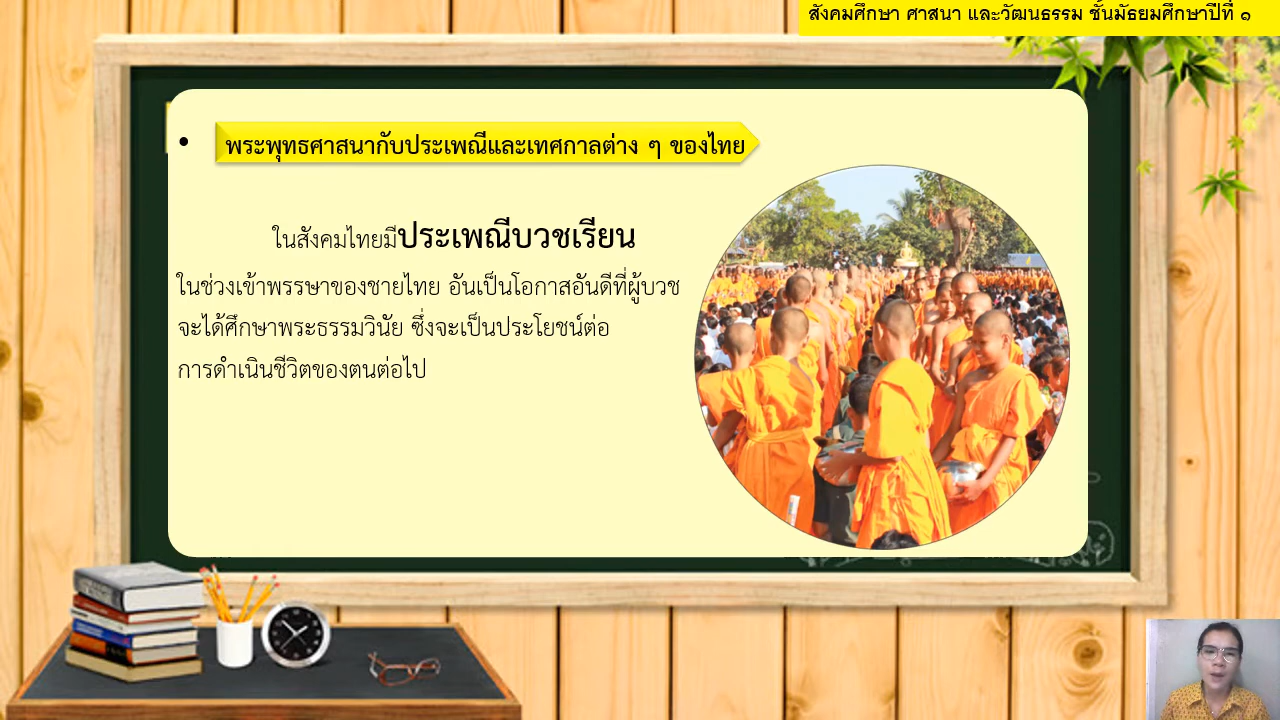 สังคมศึกษา ศาสนา และวัฒนธรรม ชั้นมัธยมศึกษาปีที่ ๑
• พระพุทธศาสนากับประเพณีและเทศกาลต่าง ๆ ของไทย
ในสังคมไทยมีประเพณีบวชเรียน
ในช่วงเข้าพรรษาของชายไทย อันเป็นโอกาสอันดีที่ผู้บวช
จะได้ศึกษาพระธรรมวินัย ซึ่งจะเป็นประโยชน์ต่อ
การดำเนินชีวิตของตนต่อไป